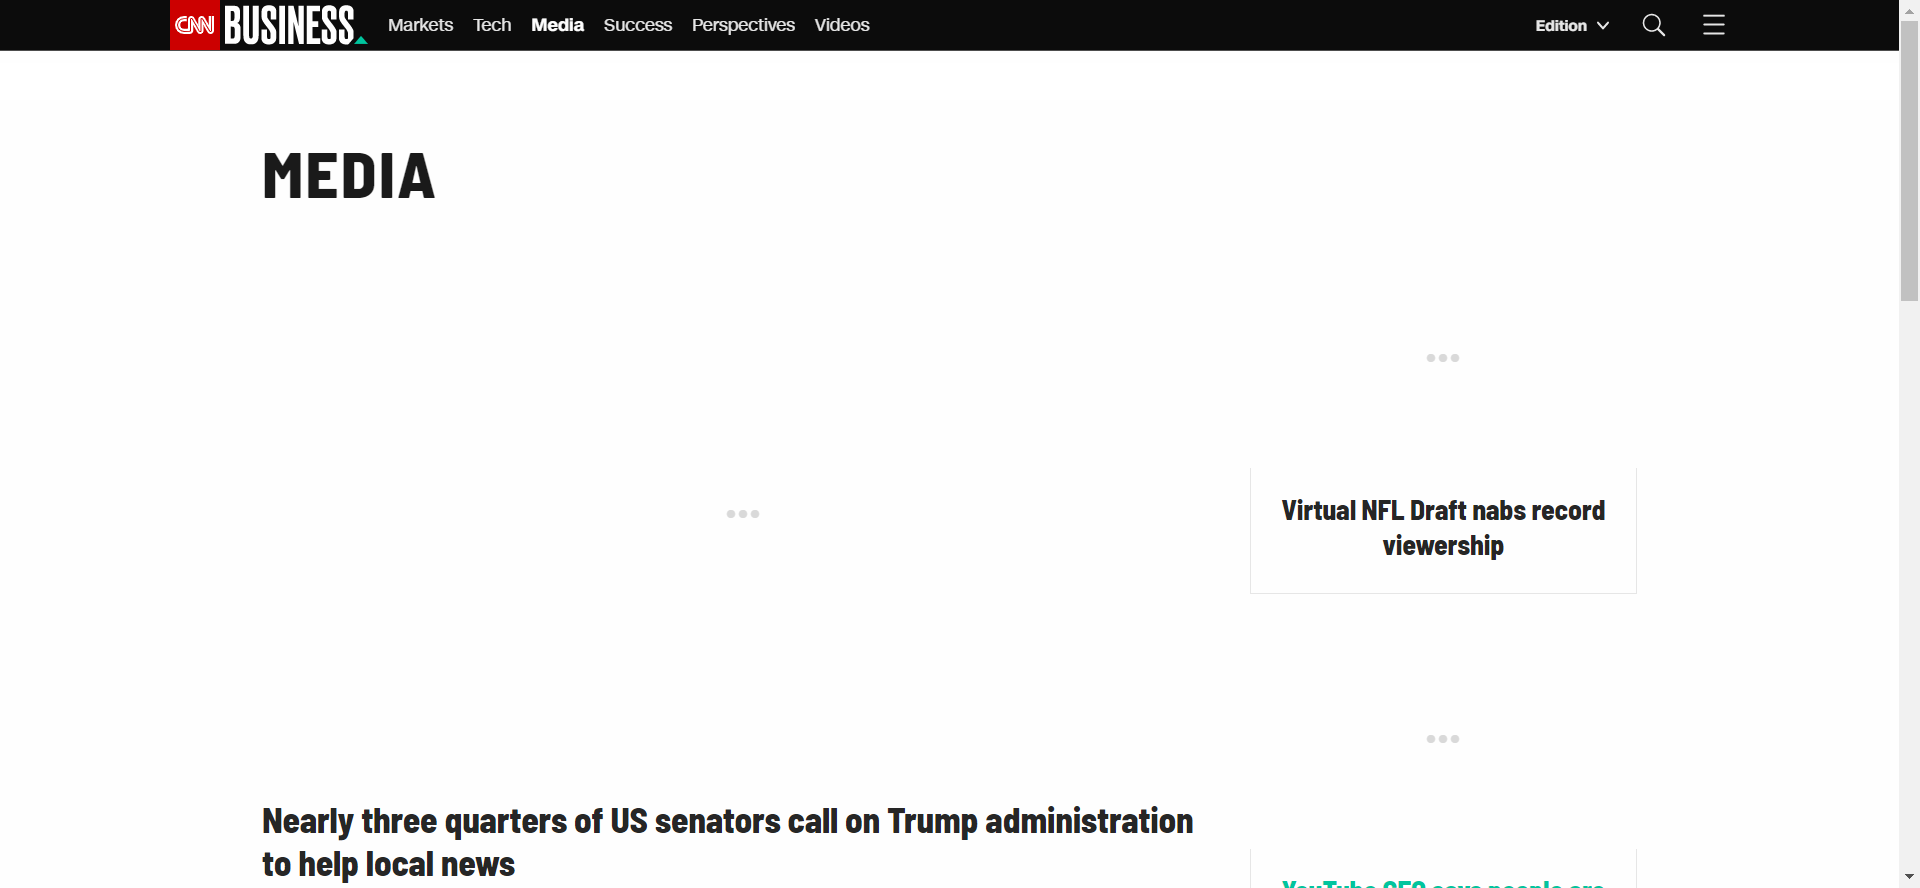 CNN BUSINESS Markets Tech Media Success Perspectives Videos Edition
MEDIA
Virtual NFL Draft nabs record
viewership
Nearly three quarters of US senators call on Trump administration
to help local news